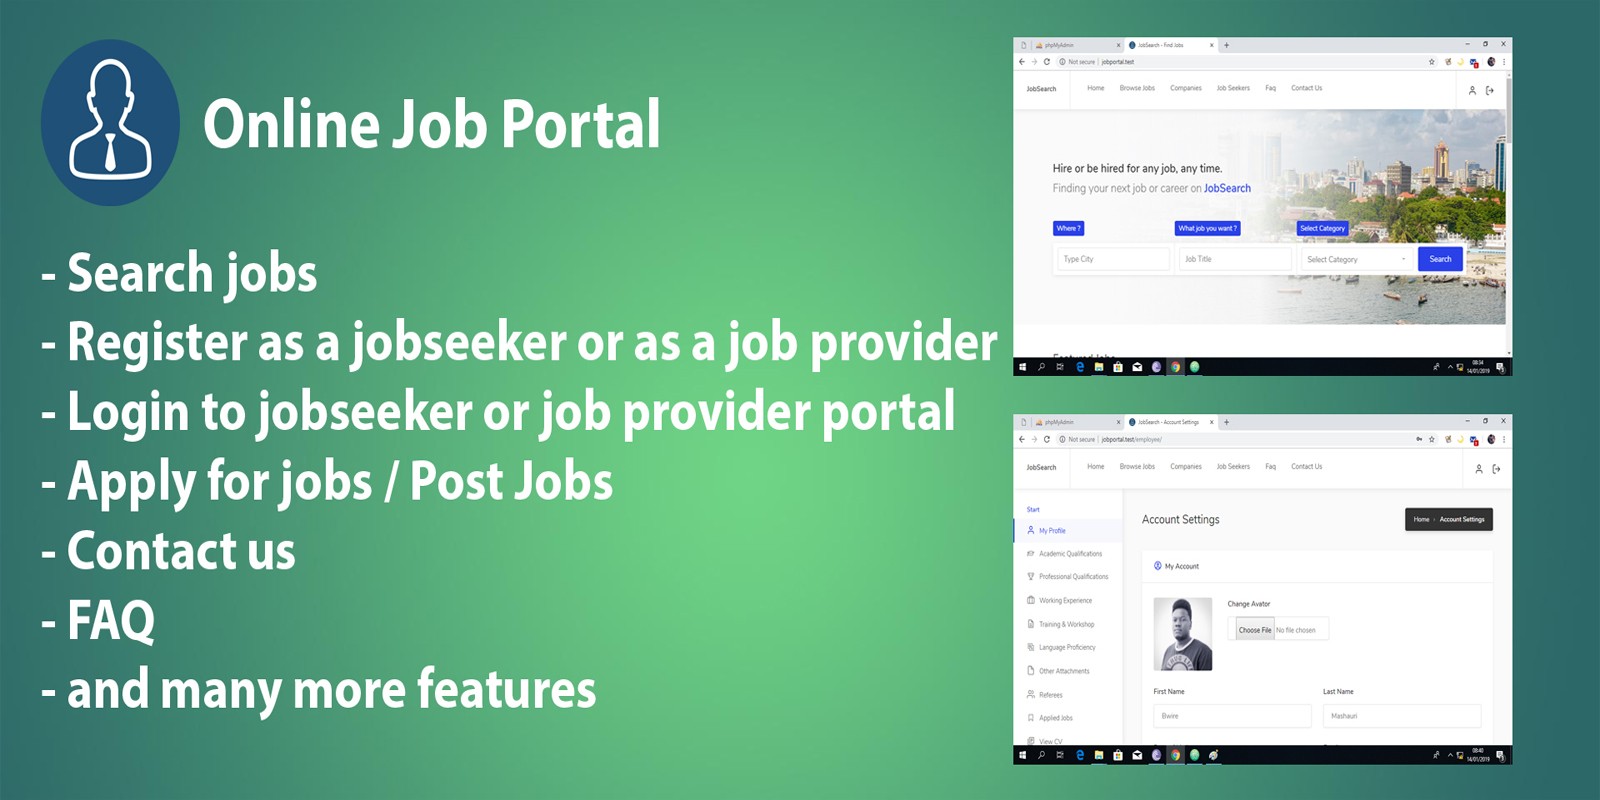 Online Job Portal
- Search jobs
- Register as a jobseeker or as a job provider
- Login to jobseeker or job provider portal
- Apply for jobs / Post Jobs
- Contact us
- FAQ
- and many more features
phpMyAdmin
JobSearch - Find Jobs
Not secure | jobportal.test
JobSearch Home Browse Jobs Companies Job Seekers Faq Contact Us
Hire or be hired for any job, any time.
Finding your next job or career on JobSearch
Where ? What job you want ? Select Category
Type City Job Title Select Category Search
Featured Jobs
08:34
14/01/2019
phpMyAdmin
JobSearch - Account Settings
Not secure | jobportal.test/employee/
JobSearch Home Browse Jobs Companies Job Seekers Faq Contact Us
Start
My Profile
Academic Qualifications
Professional Qualifications
Working Experience
Training & Workshop
Language Proficiency
Other Attachments
Referees
Applied Jobs
View CV
Account Settings
Home › Account Settings
My Account
Change Avator
Choose File No file chosen
First Name Last Name
Bwire Mashauri
08:40
14/01/2019